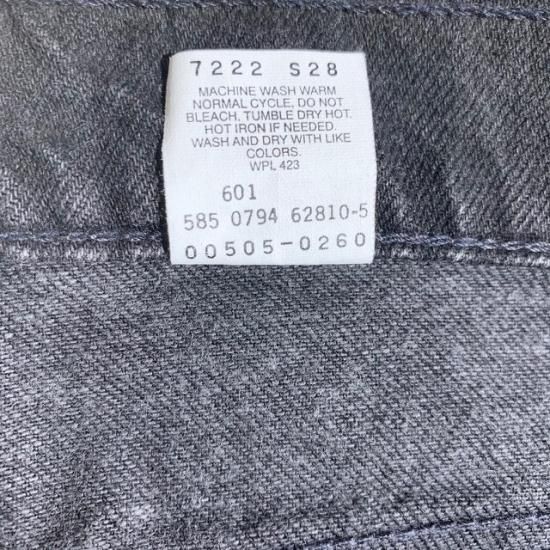 7222 S28
MACHINE WASH WARM
NORMAL CYCLE, DO NOT
BLEACH, TUMBLE DRY HOT.
HOT IRON IF NEEDED.
WASH AND DRY WITH LIKE
COLORS.
WPL 423
601
585 0794 62810-5
00505-0260